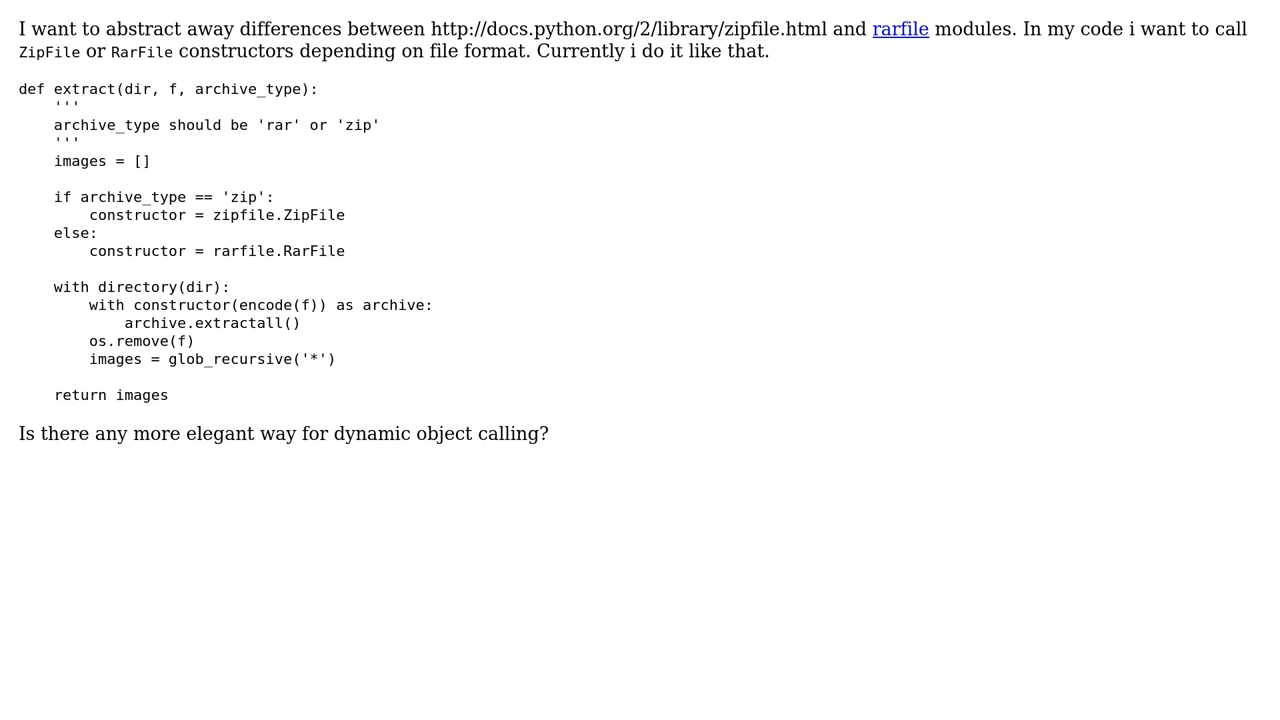 I want to abstract away differences between http://docs.python.org/2/library/zipfile.html and rarfile modules. In my code i want to call
ZipFile or RarFile constructors depending on file format. Currently i do it like that.
def extract(dir, f, archive_type):
    '''
    archive_type should be 'rar' or 'zip'
    '''
    images = []
    if archive_type == 'zip':
        constructor = zipfile.ZipFile
    else:
        constructor = rarfile.RarFile
    with directory(dir):
        with constructor(encode(f)) as archive:
            archive.extractall()
        os.remove(f)
        images = glob_recursive('*')
    return images
Is there any more elegant way for dynamic object calling?